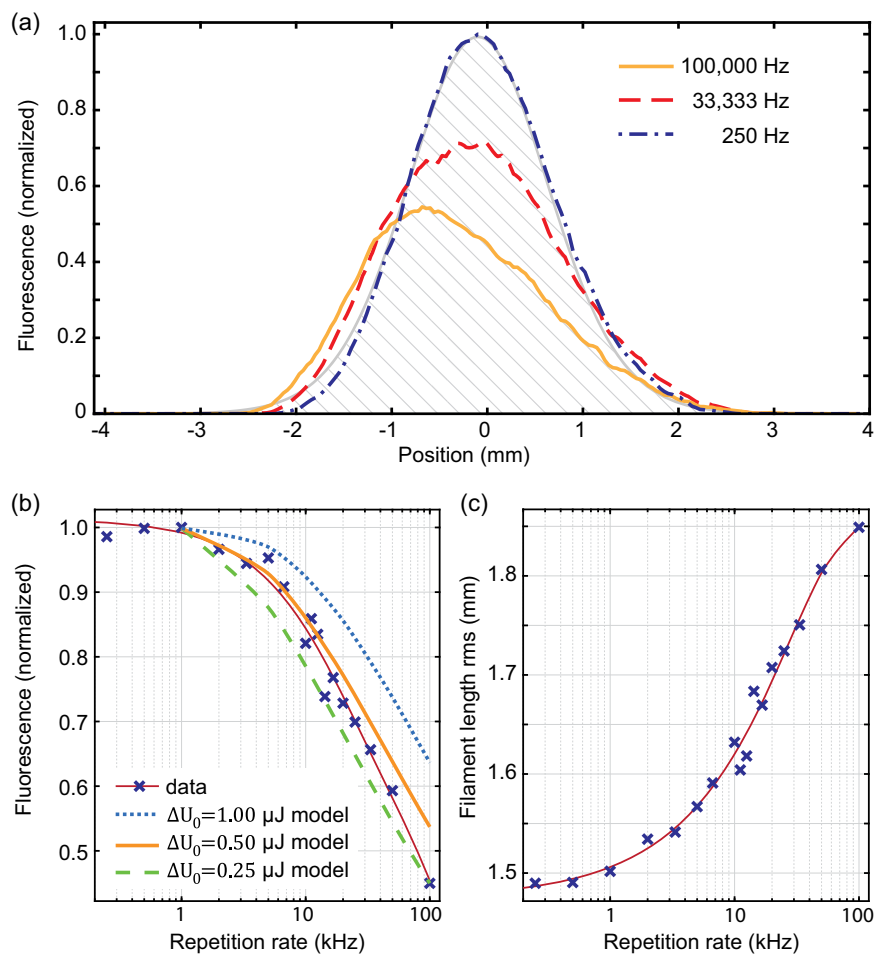 (a)
1.0
0.8
0.6
0.4
0.2
0
Fluorescence (normalized)
100,000 Hz
33,333 Hz
250 Hz
-4 -3 -2 -1 0 1 2 3 4
Position (mm)
(b)
1.0
0.9
0.8
0.7
0.6
0.5
Fluorescence (normalized)
data
ΔU₀=1.00 μJ model
ΔU₀=0.50 μJ model
ΔU₀=0.25 μJ model
1 10 100
Repetition rate (kHz)
(c)
1.8
1.7
1.6
1.5
Filament length rms (mm)
1 10 100
Repetition rate (kHz)